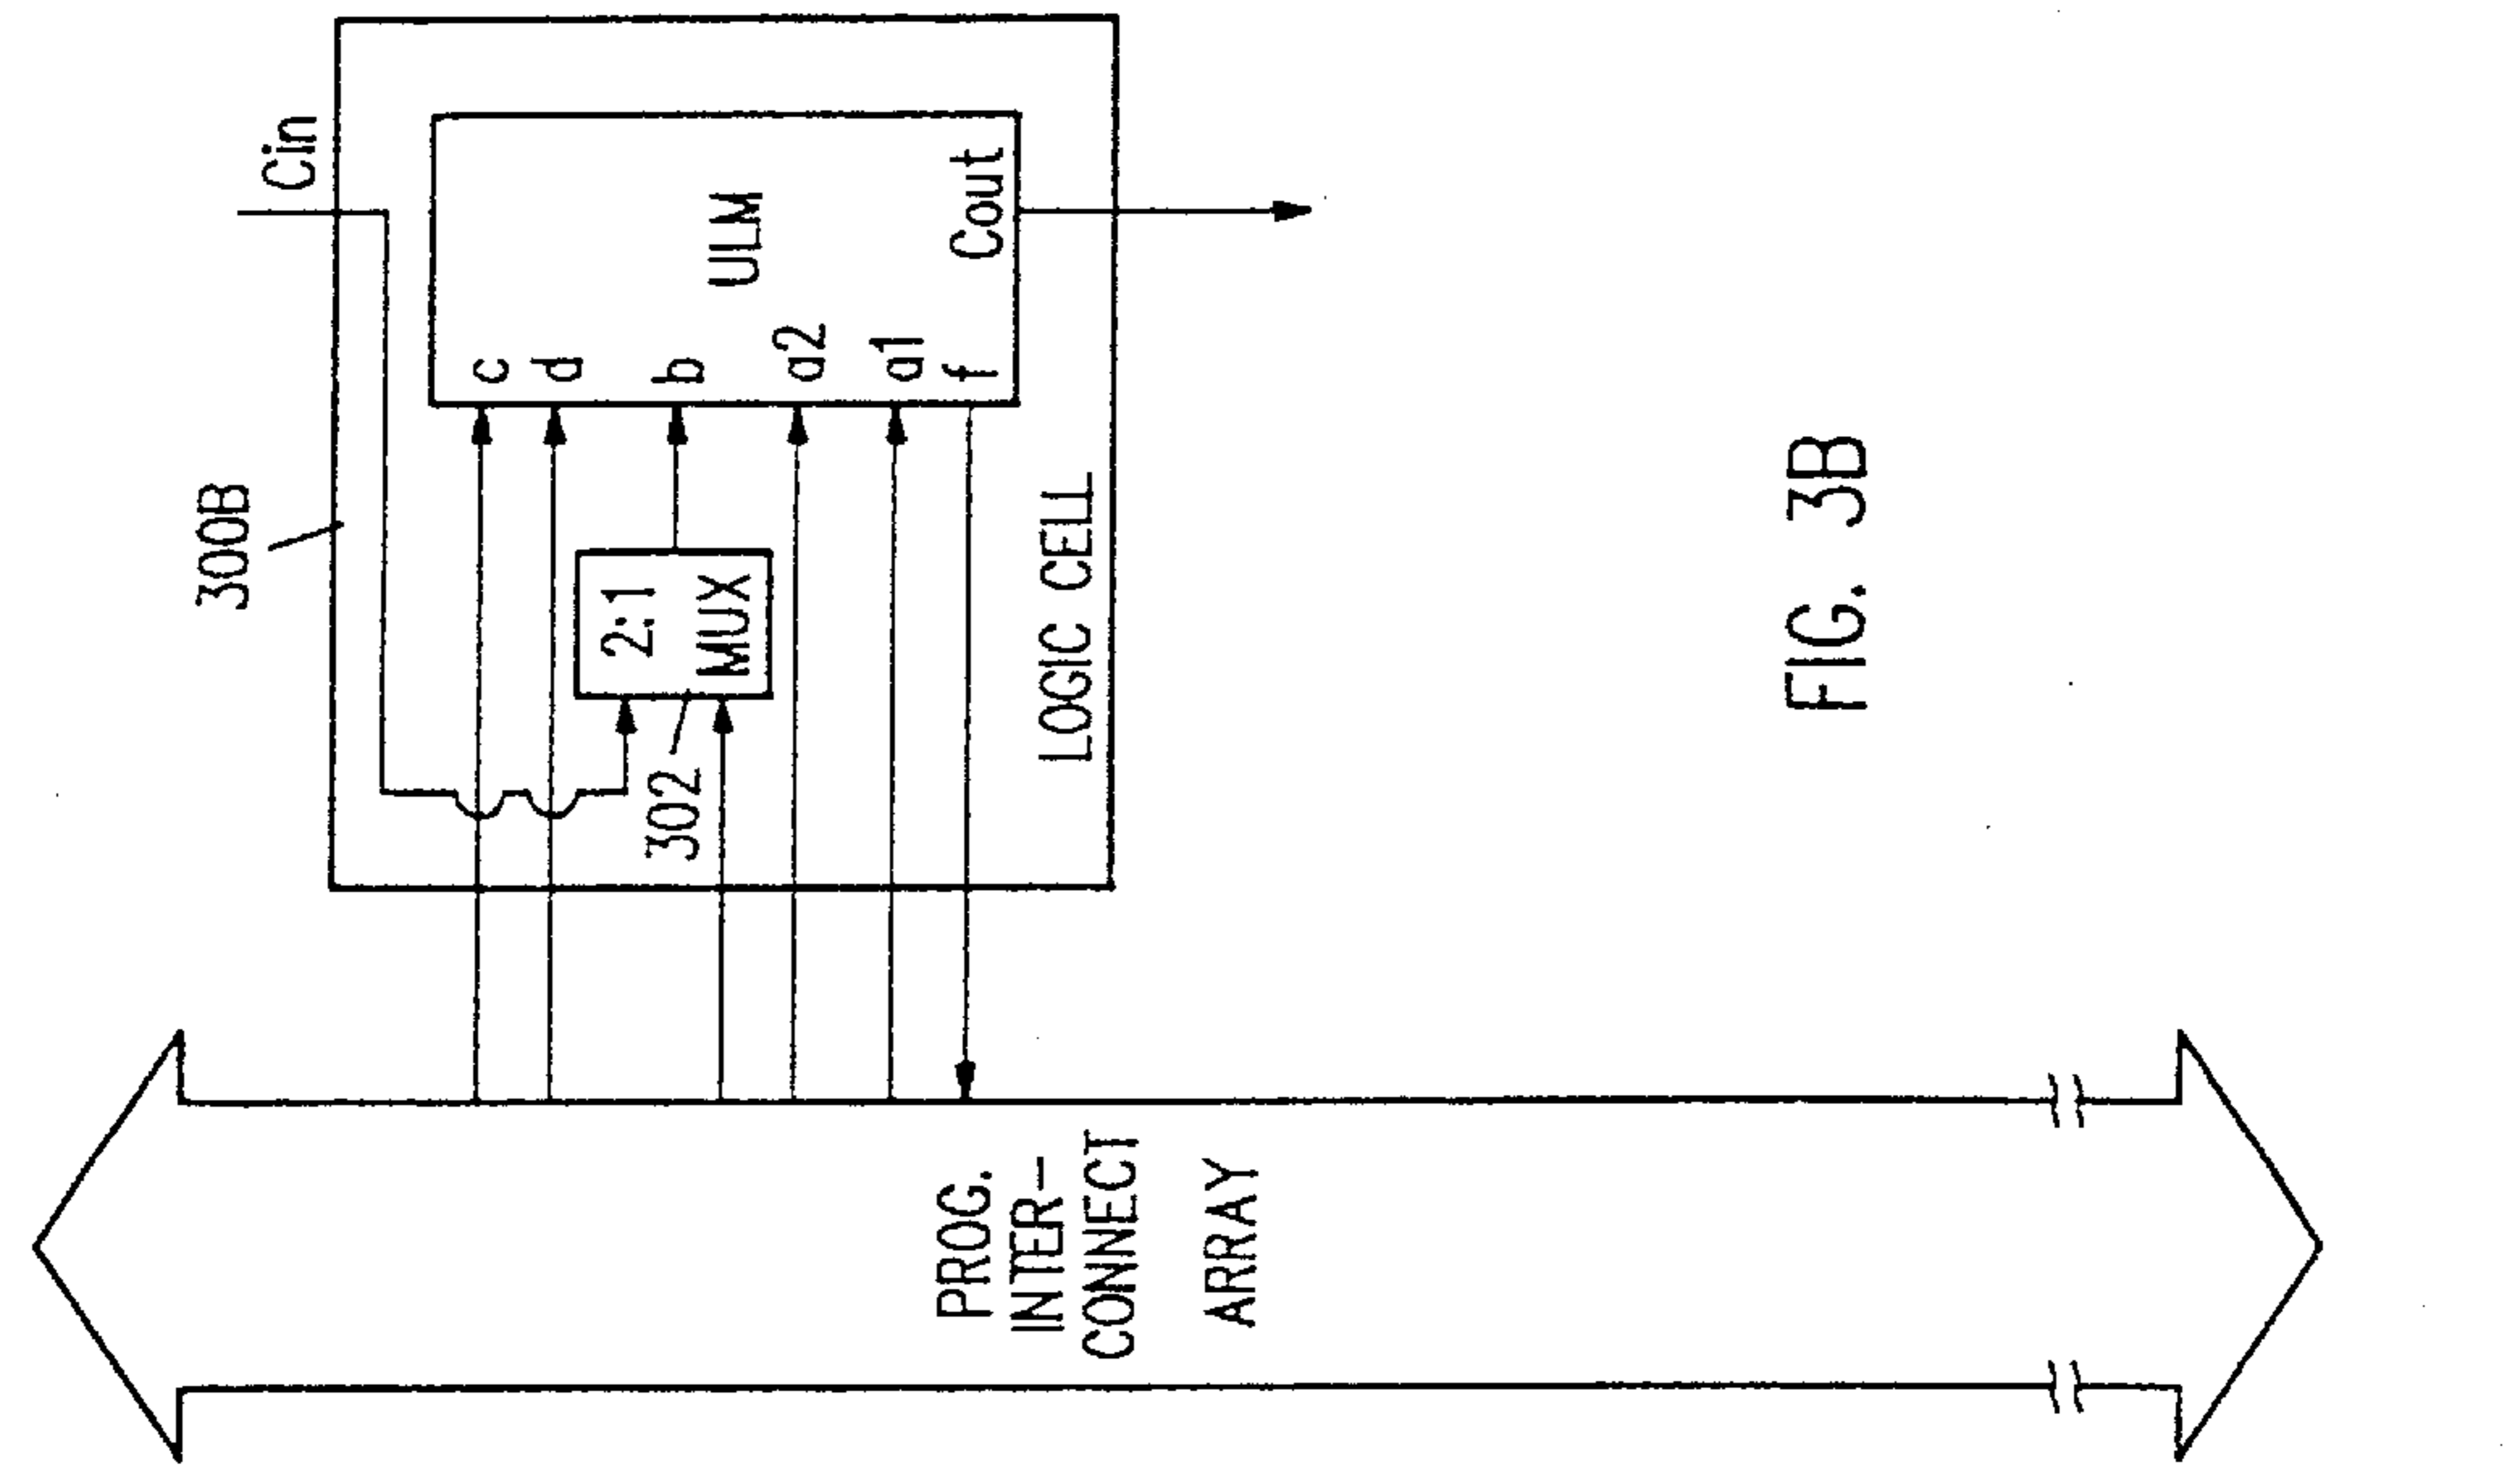 300B
Cin
c
d
b
a2
a1
f
ULM
Cout
2:1
MUX
302
LOGIC CELL
PROG.
INTER-
CONNECT
ARRAY
FIG. 3B